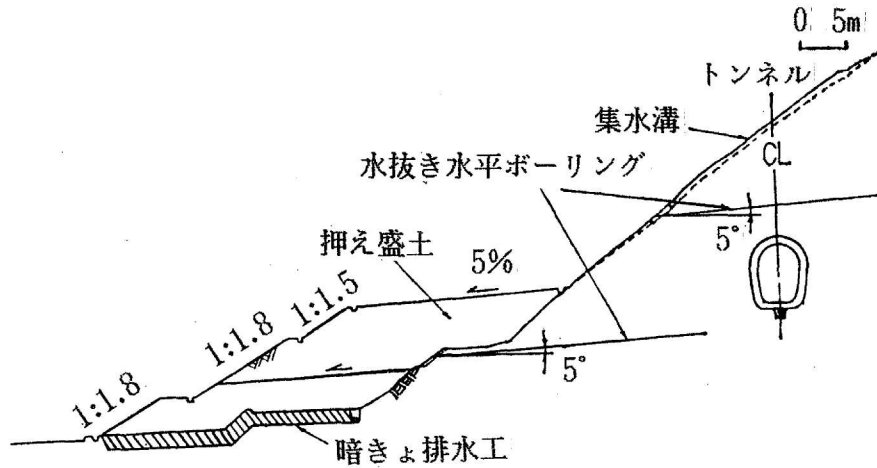 0 5m
トンネル
集水溝
CL
水抜き水平ボーリング
5°
押え盛土
5%
1:1.5
1:1.8
5°
1:1.8
暗きょ排水工